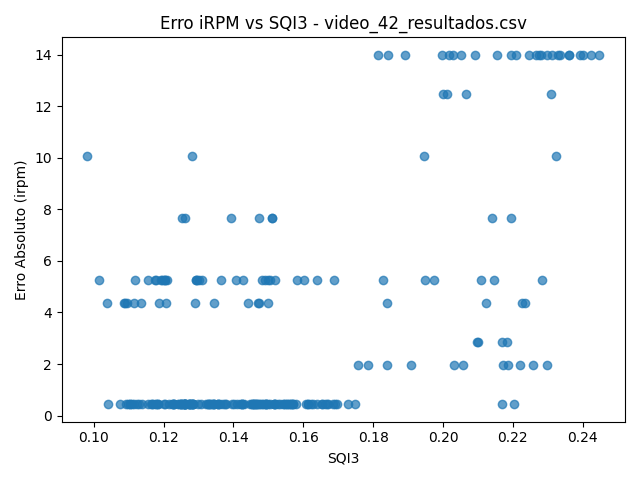 Erro iRPM vs SQI3 - video_42_resultados.csv
Erro Absoluto (irpm)
14
12
10
8
6
4
2
0
0.10 0.12 0.14 0.16 0.18 0.20 0.22 0.24
SQI3